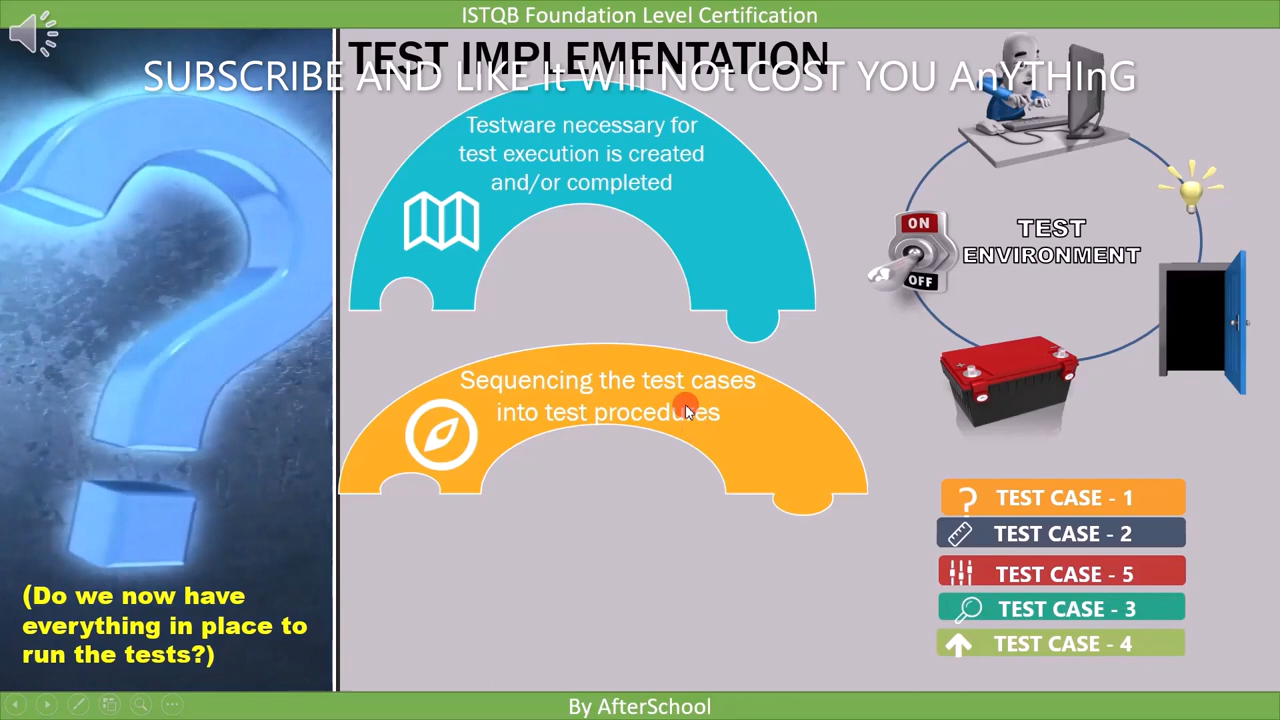 ISTQB Foundation Level Certification
TEST IMPLEMENTATION
SUBSCRIBE AND LIKE It WIll NOt COST YOU AnYTHInG
Testware necessary for
test execution is created
and/or completed
ON
OFF
TEST
ENVIRONMENT
Sequencing the test cases
into test procedures
TEST CASE - 1
TEST CASE - 2
TEST CASE - 5
TEST CASE - 3
TEST CASE - 4
(Do we now have
everything in place to
run the tests?)
By AfterSchool